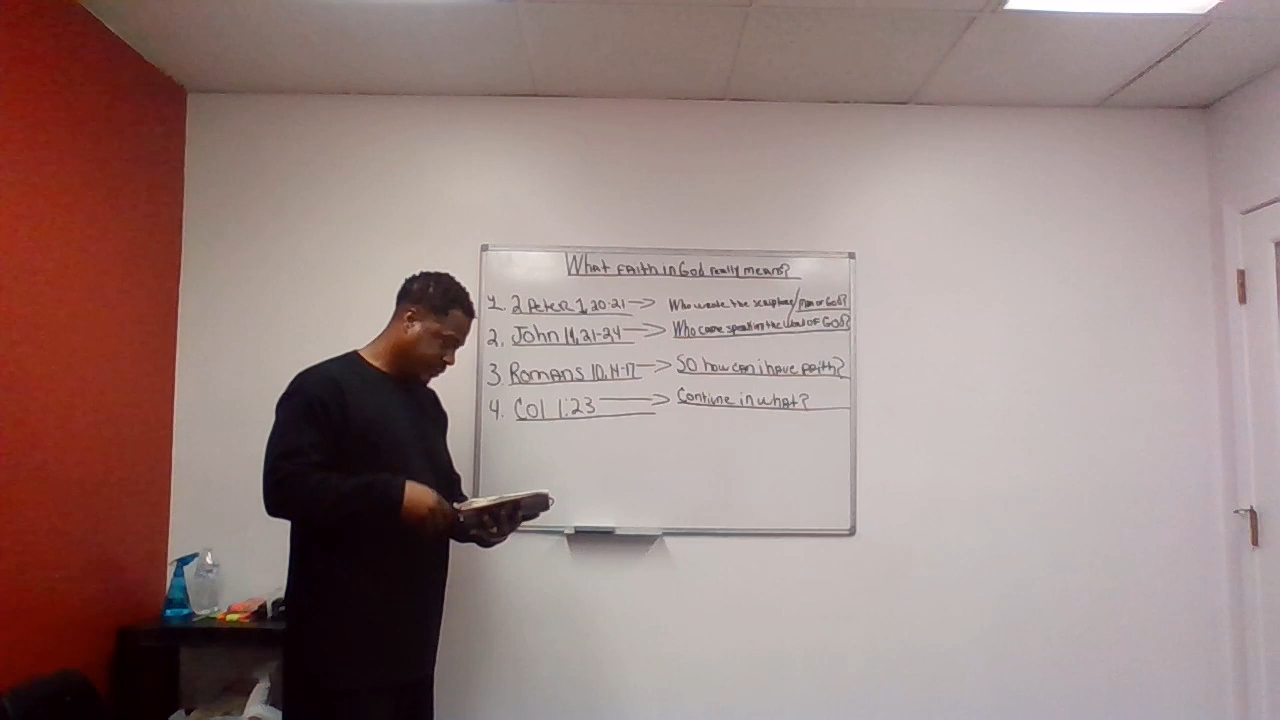 What Faith in God really means?
1. 2 Peter 1,20-21 → Who wrote the scripture/man or God?
2. John 14,21-24 → Who came speaking the word of GOD?
3. Romans 10,14-17 → SO how can i have faith?
4. Col 1:23 → Continue in what?